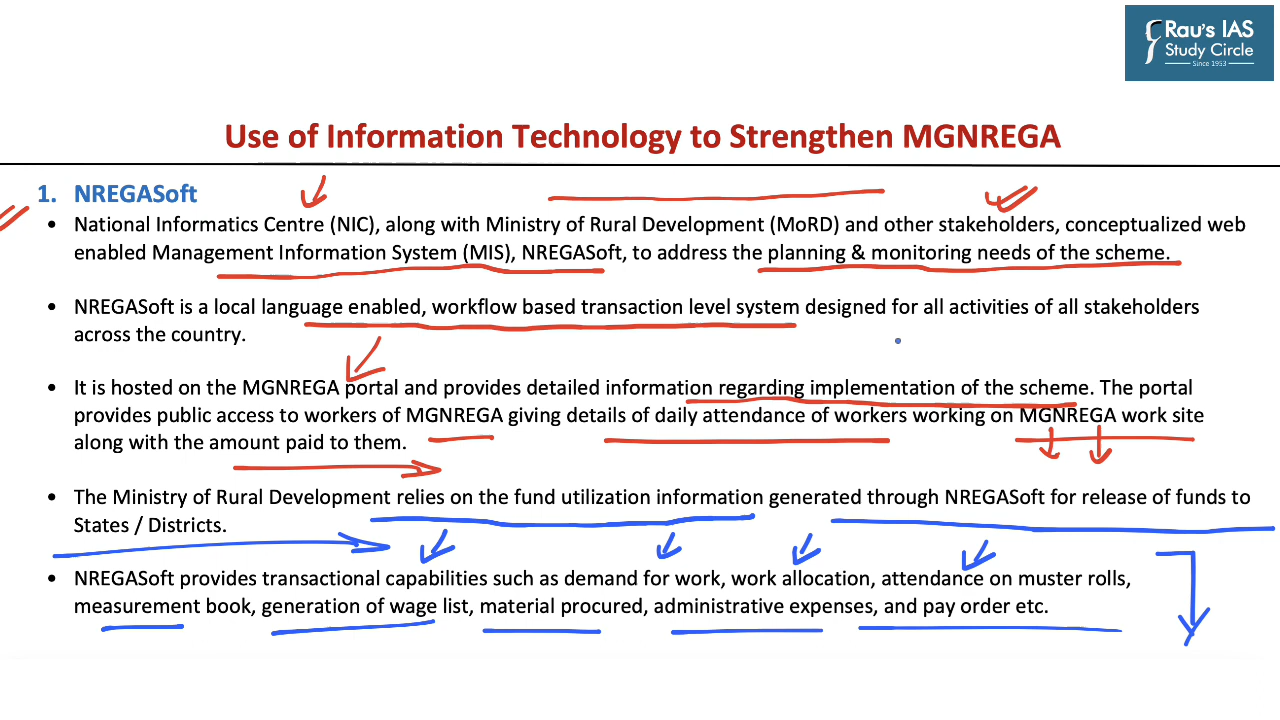 Rau's IAS
Study Circle
Since 1953
Use of Information Technology to Strengthen MGNREGA
1. NREGASoft
• National Informatics Centre (NIC), along with Ministry of Rural Development (MoRD) and other stakeholders, conceptualized web
enabled Management Information System (MIS), NREGASoft, to address the planning & monitoring needs of the scheme.
• NREGASoft is a local language enabled, workflow based transaction level system designed for all activities of all stakeholders
across the country.
• It is hosted on the MGNREGA portal and provides detailed information regarding implementation of the scheme. The portal
provides public access to workers of MGNREGA giving details of daily attendance of workers working on MGNREGA work site
along with the amount paid to them.
• The Ministry of Rural Development relies on the fund utilization information generated through NREGASoft for release of funds to
States / Districts.
• NREGASoft provides transactional capabilities such as demand for work, work allocation, attendance on muster rolls,
measurement book, generation of wage list, material procured, administrative expenses, and pay order etc.